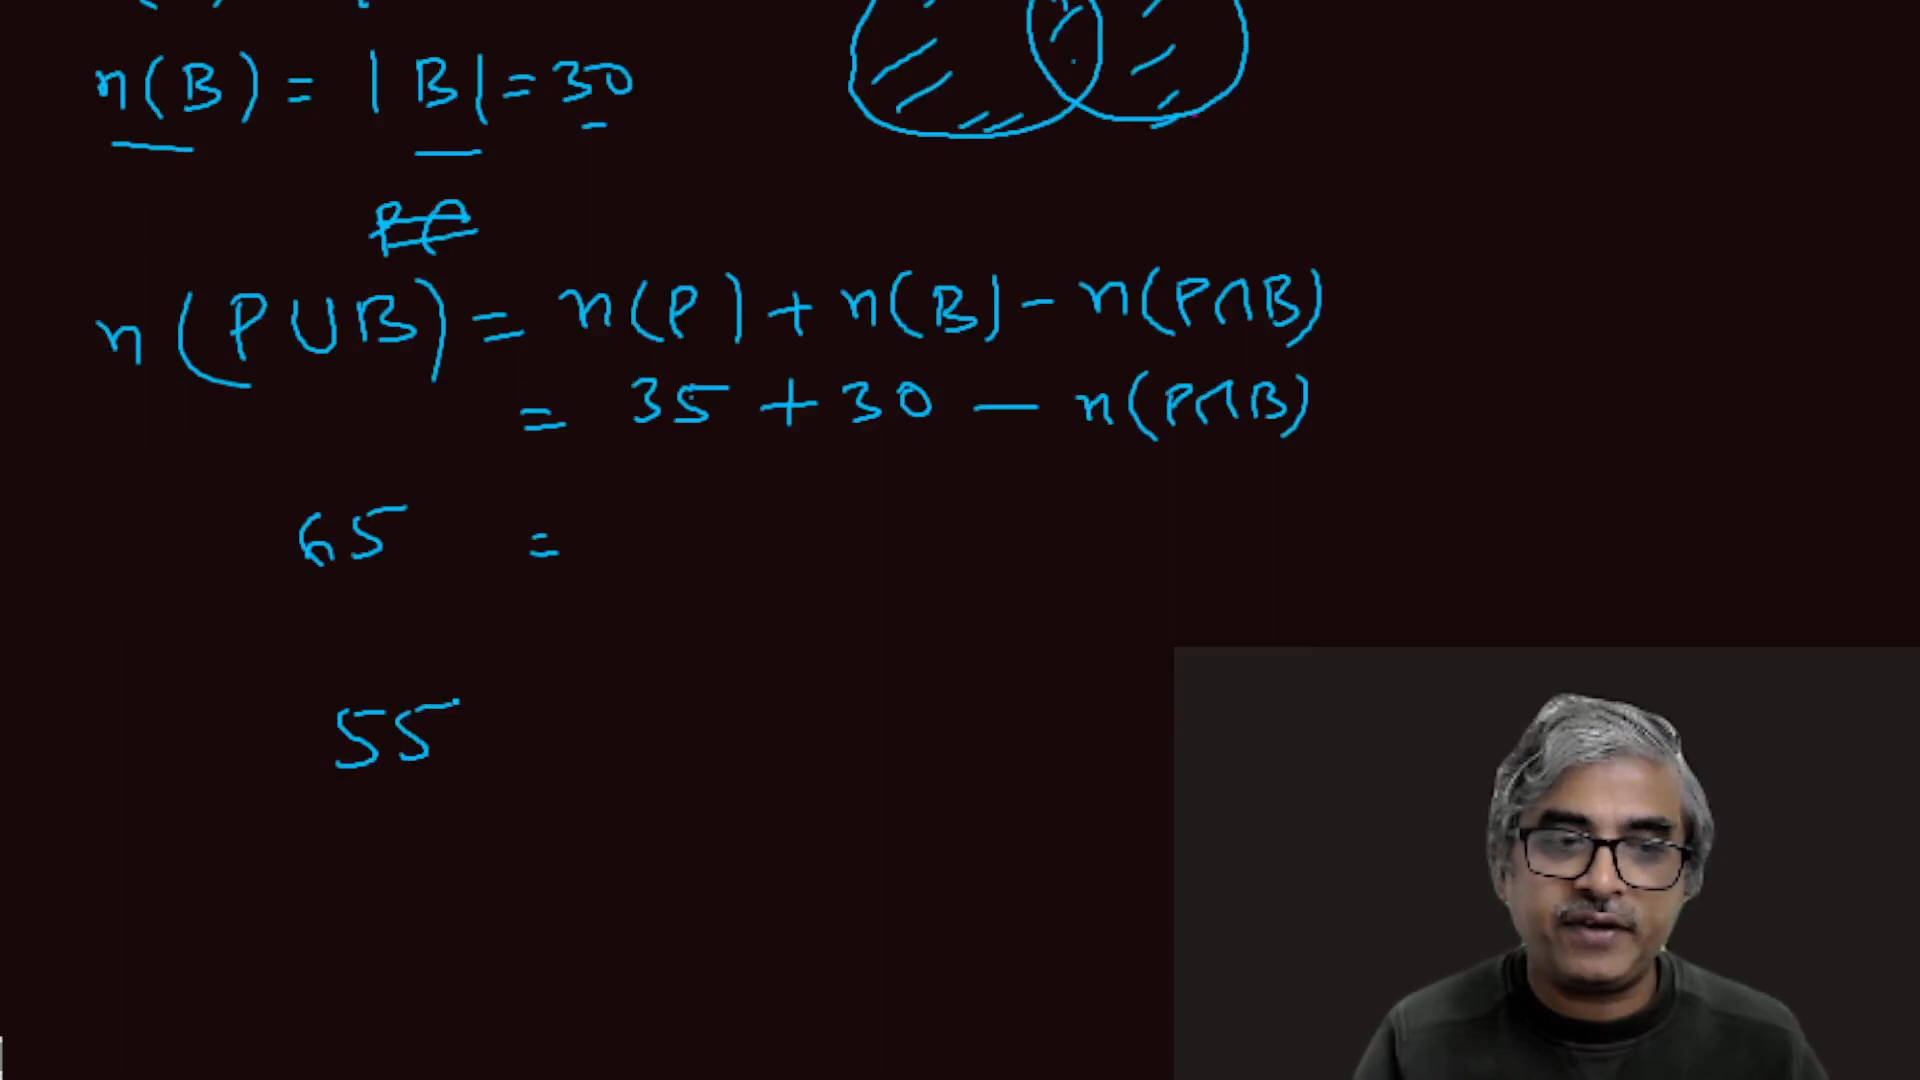 n(B) = |B| = 30
n(P∪B) = n(P) + n(B) - n(P∩B)
= 35 + 30 - n(P∩B)
65 =
55